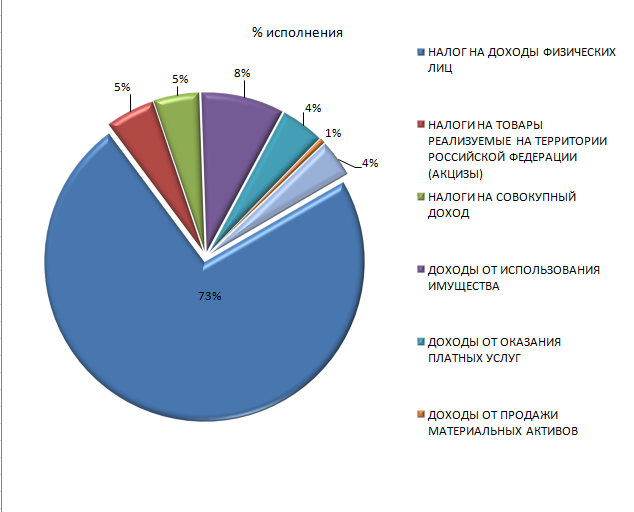 % исполнения
5%
5%
8%
4%
1%
4%
73%
НАЛОГ НА ДОХОДЫ ФИЗИЧЕСКИХ
ЛИЦ
НАЛОГИ НА ТОВАРЫ
РЕАЛИЗУЕМЫЕ НА ТЕРРИТОРИИ
РОССИЙСКОЙ ФЕДЕРАЦИИ
(АКЦИЗЫ)
НАЛОГИ НА СОВОКУПНЫЙ
ДОХОД
ДОХОДЫ ОТ ИСПОЛЬЗОВАНИЯ
ИМУЩЕСТВА
ДОХОДЫ ОТ ОКАЗАНИЯ
ПЛАТНЫХ УСЛУГ
ДОХОДЫ ОТ ПРОДАЖИ
МАТЕРИАЛЬНЫХ АКТИВОВ